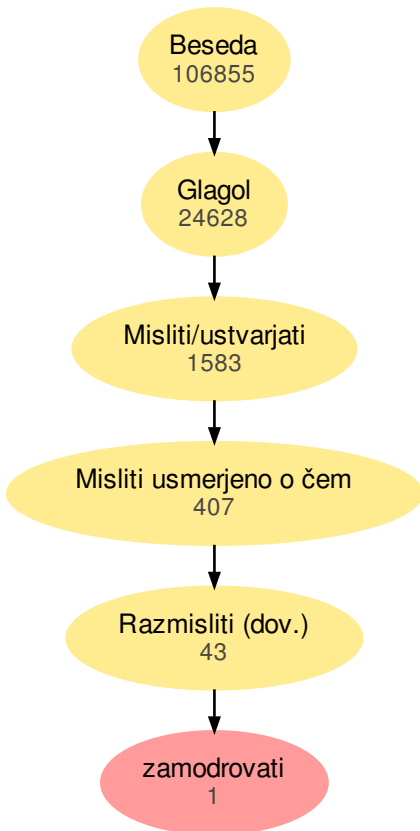 Beseda
106855
Glagol
24628
Misliti/ustvarjati
1583
Misliti usmerjeno o čem
407
Razmisliti (dov.)
43
zamodrovati
1